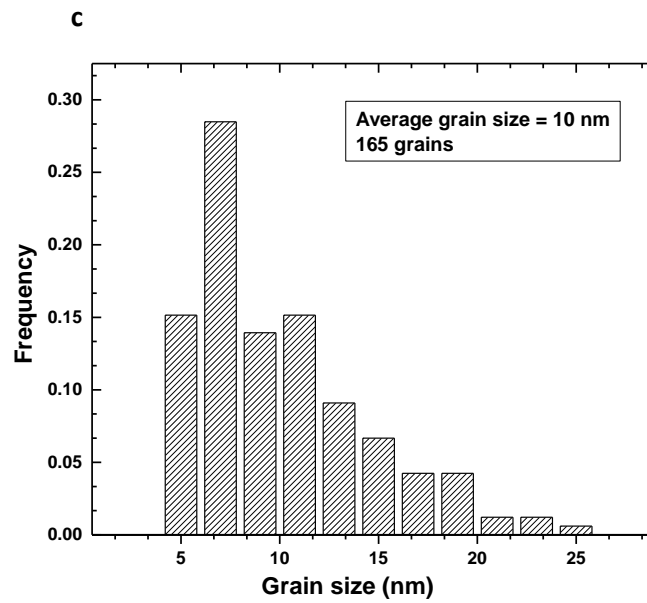 c
0.30
Average grain size = 10 nm
165 grains
0.25
0.20
Frequency
0.15
0.10
0.05
0.00
5 10 15 20 25
Grain size (nm)